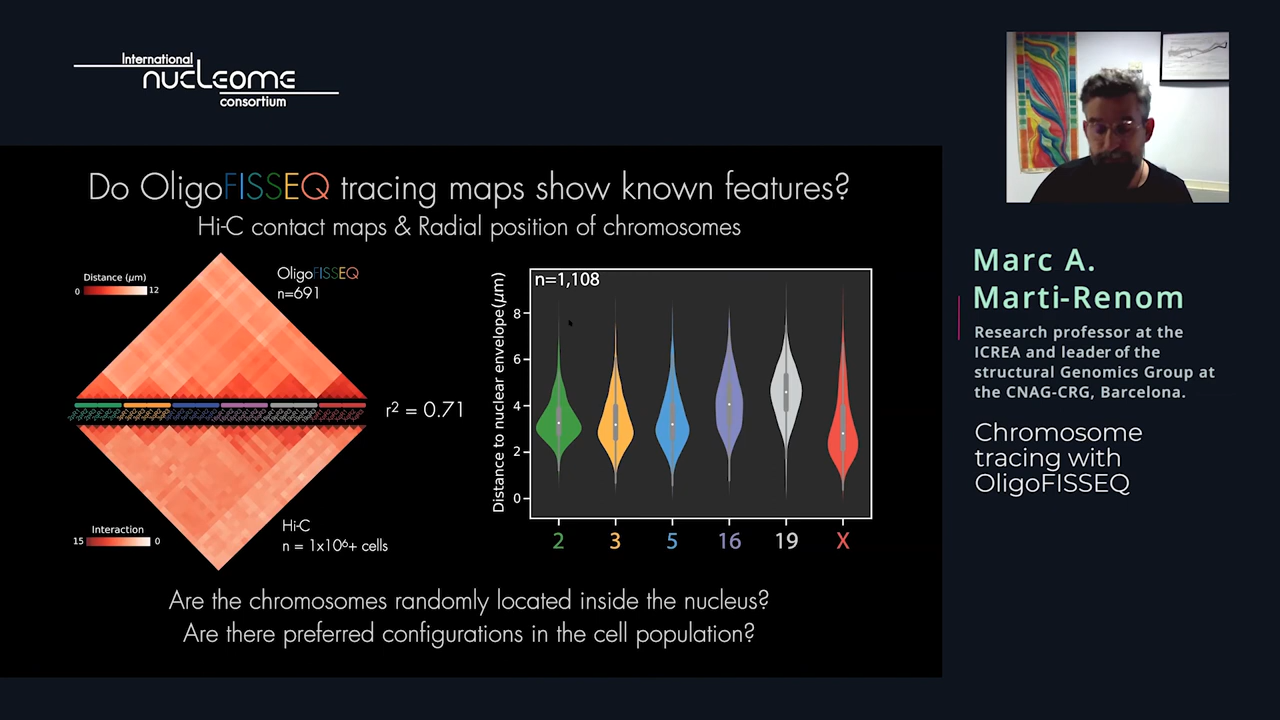 International
nucleome
consortium
Do OligoFISSEQ tracing maps show known features?
Hi-C contact maps & Radial position of chromosomes
Distance (μm)
0 12
OligoFISSEQ
n=691
r² = 0.71
Interaction
15 0
Hi-C
n = 1x10⁶+ cells
n=1,108
Distance to nuclear envelope(μm)
8
6
4
2
0
2 3 5 16 19 X
Are the chromosomes randomly located inside the nucleus?
Are there preferred configurations in the cell population?
Marc A.
Marti-Renom
Research professor at the
ICREA and leader of the
structural Genomics Group at
the CNAG-CRG, Barcelona.
Chromosome
tracing with
OligoFISSEQ